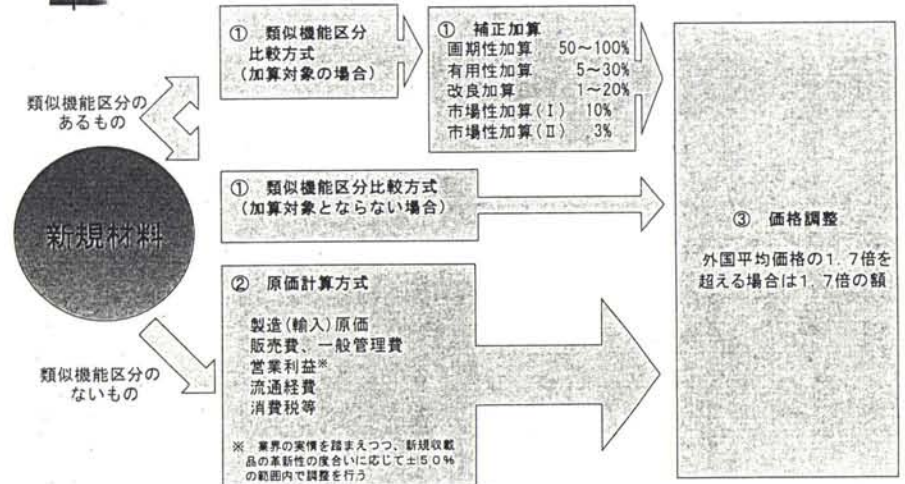 ① 類似機能区分
比較方式
(加算対象の場合)
① 補正加算
画期性加算 50～100%
有用性加算 5～30%
改良加算 1～20%
市場性加算(Ⅰ) 10%
市場性加算(Ⅱ) 3%
類似機能区分の
あるもの
① 類似機能区分比較方式
(加算対象とならない場合)
新規材料
③ 価格調整
外国平均価格の1.7倍を
超える場合は1.7倍の額
② 原価計算方式
製造(輸入)原価
販売費、一般管理費
営業利益※
流通経費
消費税等
※ 業界の実情を踏まえつつ、新規収載
品の革新性の度合いに応じて±50%
の範囲内で調整を行う
類似機能区分の
ないもの